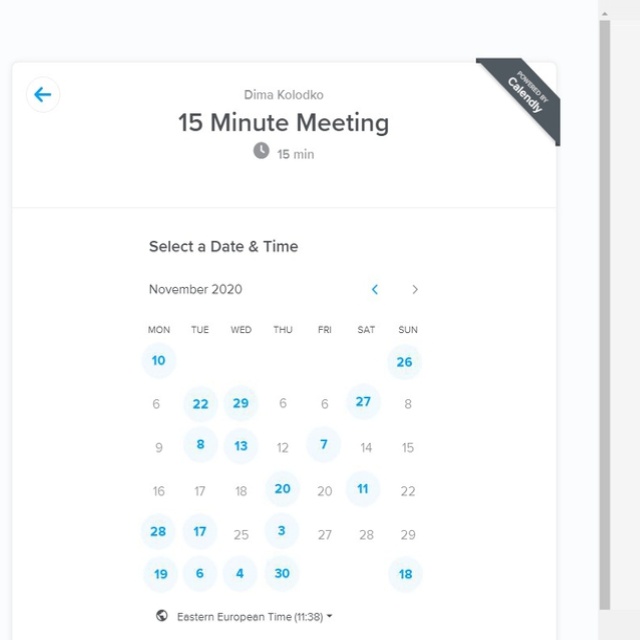 POWERED BY
Calendly
Dima Kolodko
15 Minute Meeting
15 min
Select a Date & Time
November 2020
MON TUE WED THU FRI SAT SUN
10 26
6 22 29 6 6 27 8
9 8 13 12 7 14 15
16 17 18 20 20 11 22
28 17 25 3 27 28 29
19 6 4 30 18
Eastern European Time (11:38)